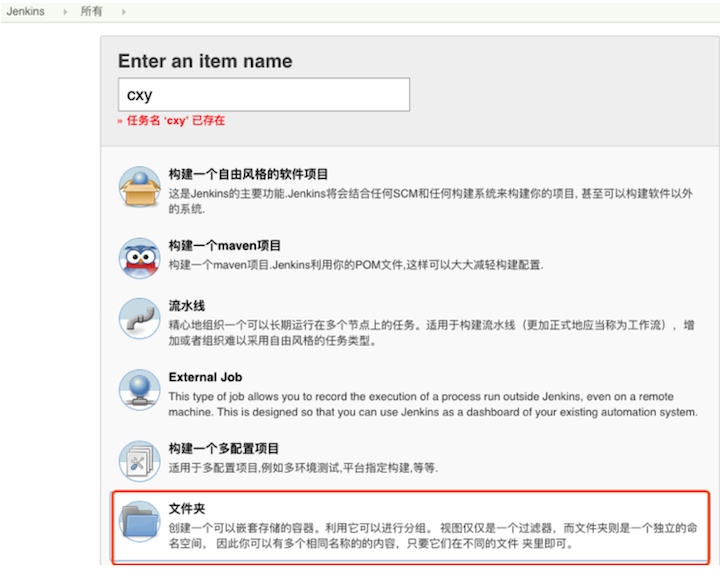 Jenkins 所有
Enter an item name
cxy
» 任务名 ‘cxy’ 已存在
构建一个自由风格的软件项目
这是Jenkins的主要功能.Jenkins将会结合任何SCM和任何构建系统来构建你的项目, 甚至可以构建软件以外
的系统.
构建一个maven项目
构建一个maven项目.Jenkins利用你的POM文件,这样可以大大减轻构建配置.
流水线
精心地组织一个可以长期运行在多个节点上的任务。适用于构建流水线（更加正式地应当称为工作流），增
加或者组织难以采用自由风格的任务类型。
External Job
This type of job allows you to record the execution of a process run outside Jenkins, even on a remote
machine. This is designed so that you can use Jenkins as a dashboard of your existing automation system.
构建一个多配置项目
适用于多配置项目,例如多环境测试,平台指定构建,等等.
文件夹
创建一个可以嵌套存储的容器。利用它可以进行分组。 视图仅仅是一个过滤器，而文件夹则是一个独立的命
名空间， 因此你可以有多个相同名称的的内容，只要它们在不同的文件 夹里即可。